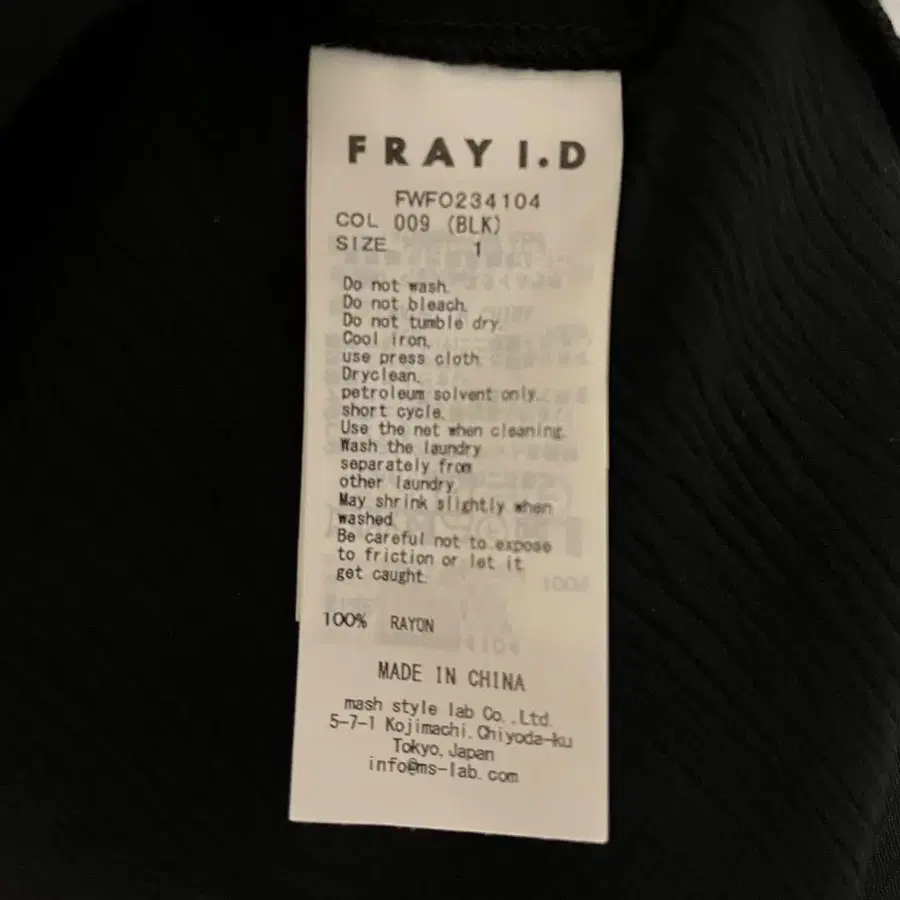 FRAY I.D
FWFO234104
COL 009 (BLK)
SIZE 1
Do not wash.
Do not bleach.
Do not tumble dry.
Cool iron.
use press cloth.
Dryclean.
petroleum solvent only.
short cycle.
Use the net when cleaning.
Wash the laundry
separately from
other laundry.
May shrink slightly when
washed.
Be careful not to expose
to friction or let it
get caught.
100% RAYON
MADE IN CHINA
mash style lab Co.,Ltd.
5-7-1 Kojimachi.Chiyoda-ku
Tokyo,Japan
info@ms-lab.com